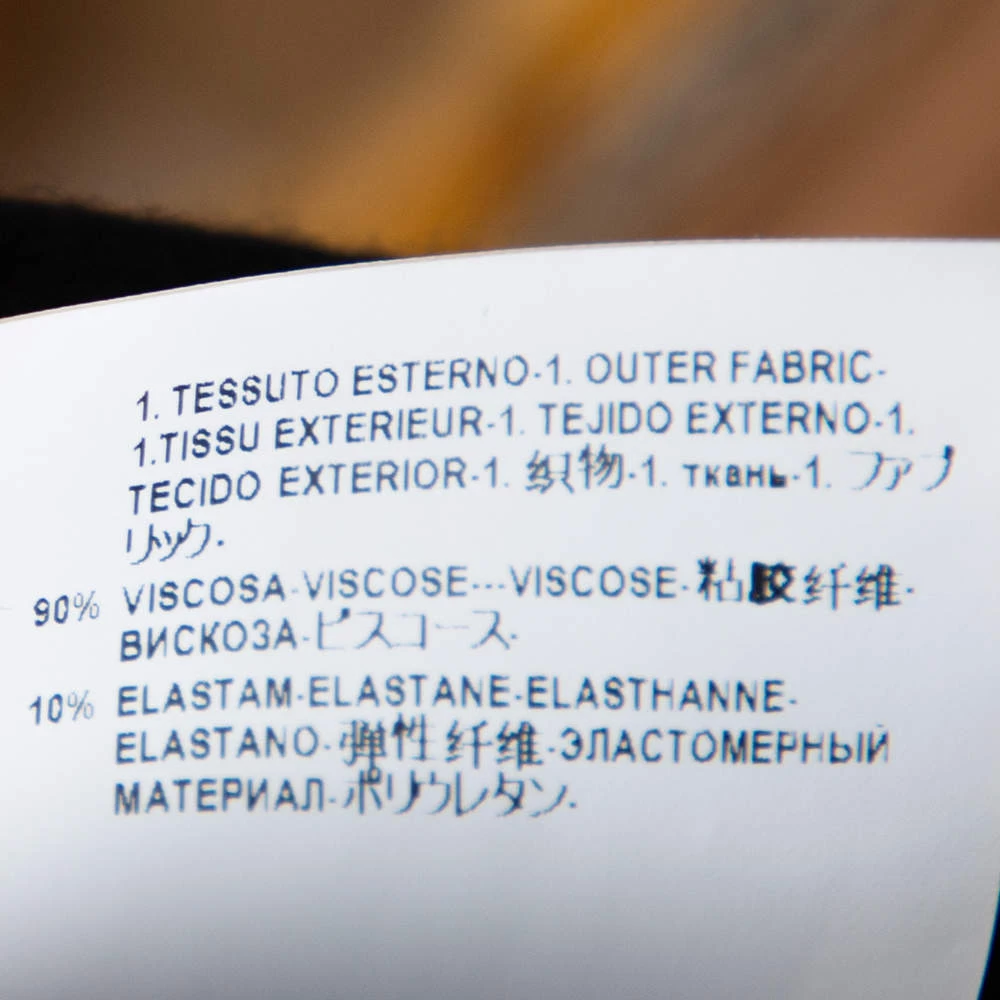 1. TESSUTO ESTERNO-1. OUTER FABRIC-
1.TISSU EXTERIEUR-1. TEJIDO EXTERNO-1.
TECIDO EXTERIOR-1. 织物-1. ткань-1. ファブ
リック.
90% VISCOSA-VISCOSE---VISCOSE-粘胶纤维-
ВИСКОЗА-ビスコース-
10% ELASTAM-ELASTANE-ELASTHANNE-
ELASTANO-弹性纤维-ЭЛАСТОМЕРНЫЙ
МАТЕРИАЛ-ポリウレタン.